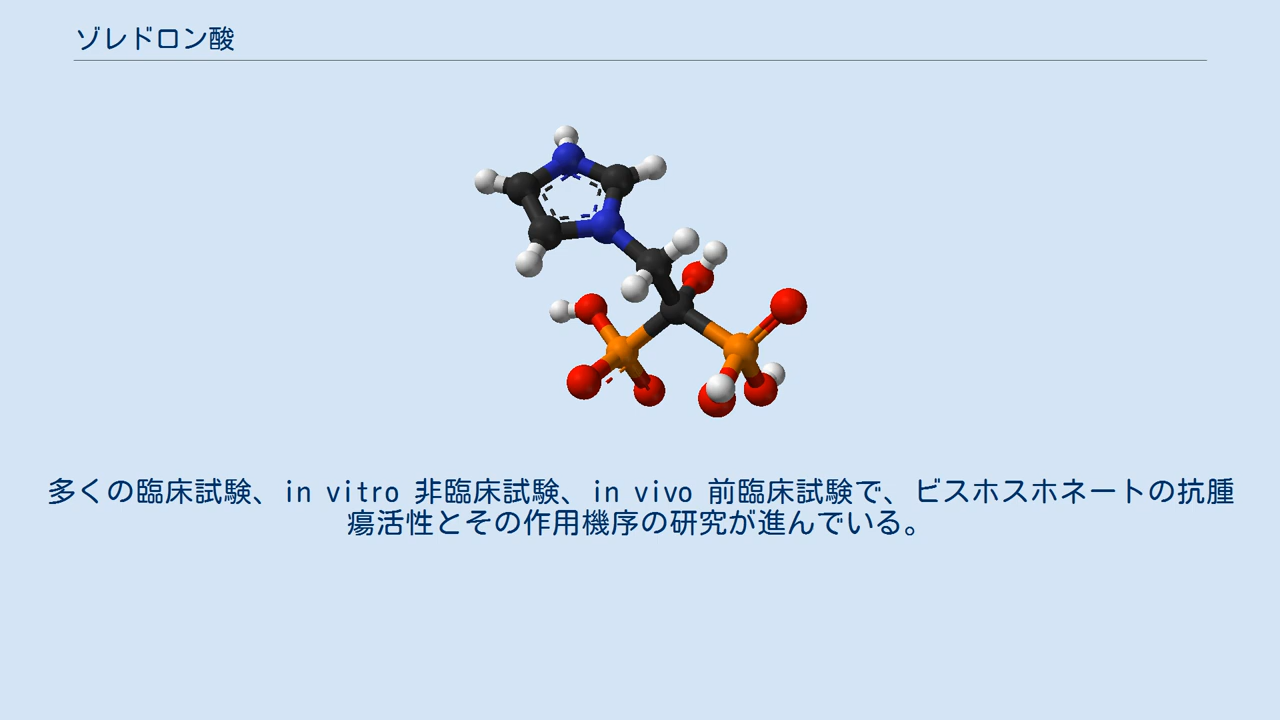 ゾレドロン酸
多くの臨床試験、in vitro 非臨床試験、in vivo 前臨床試験で、ビスホスホネートの抗腫
瘍活性とその作用機序の研究が進んでいる。